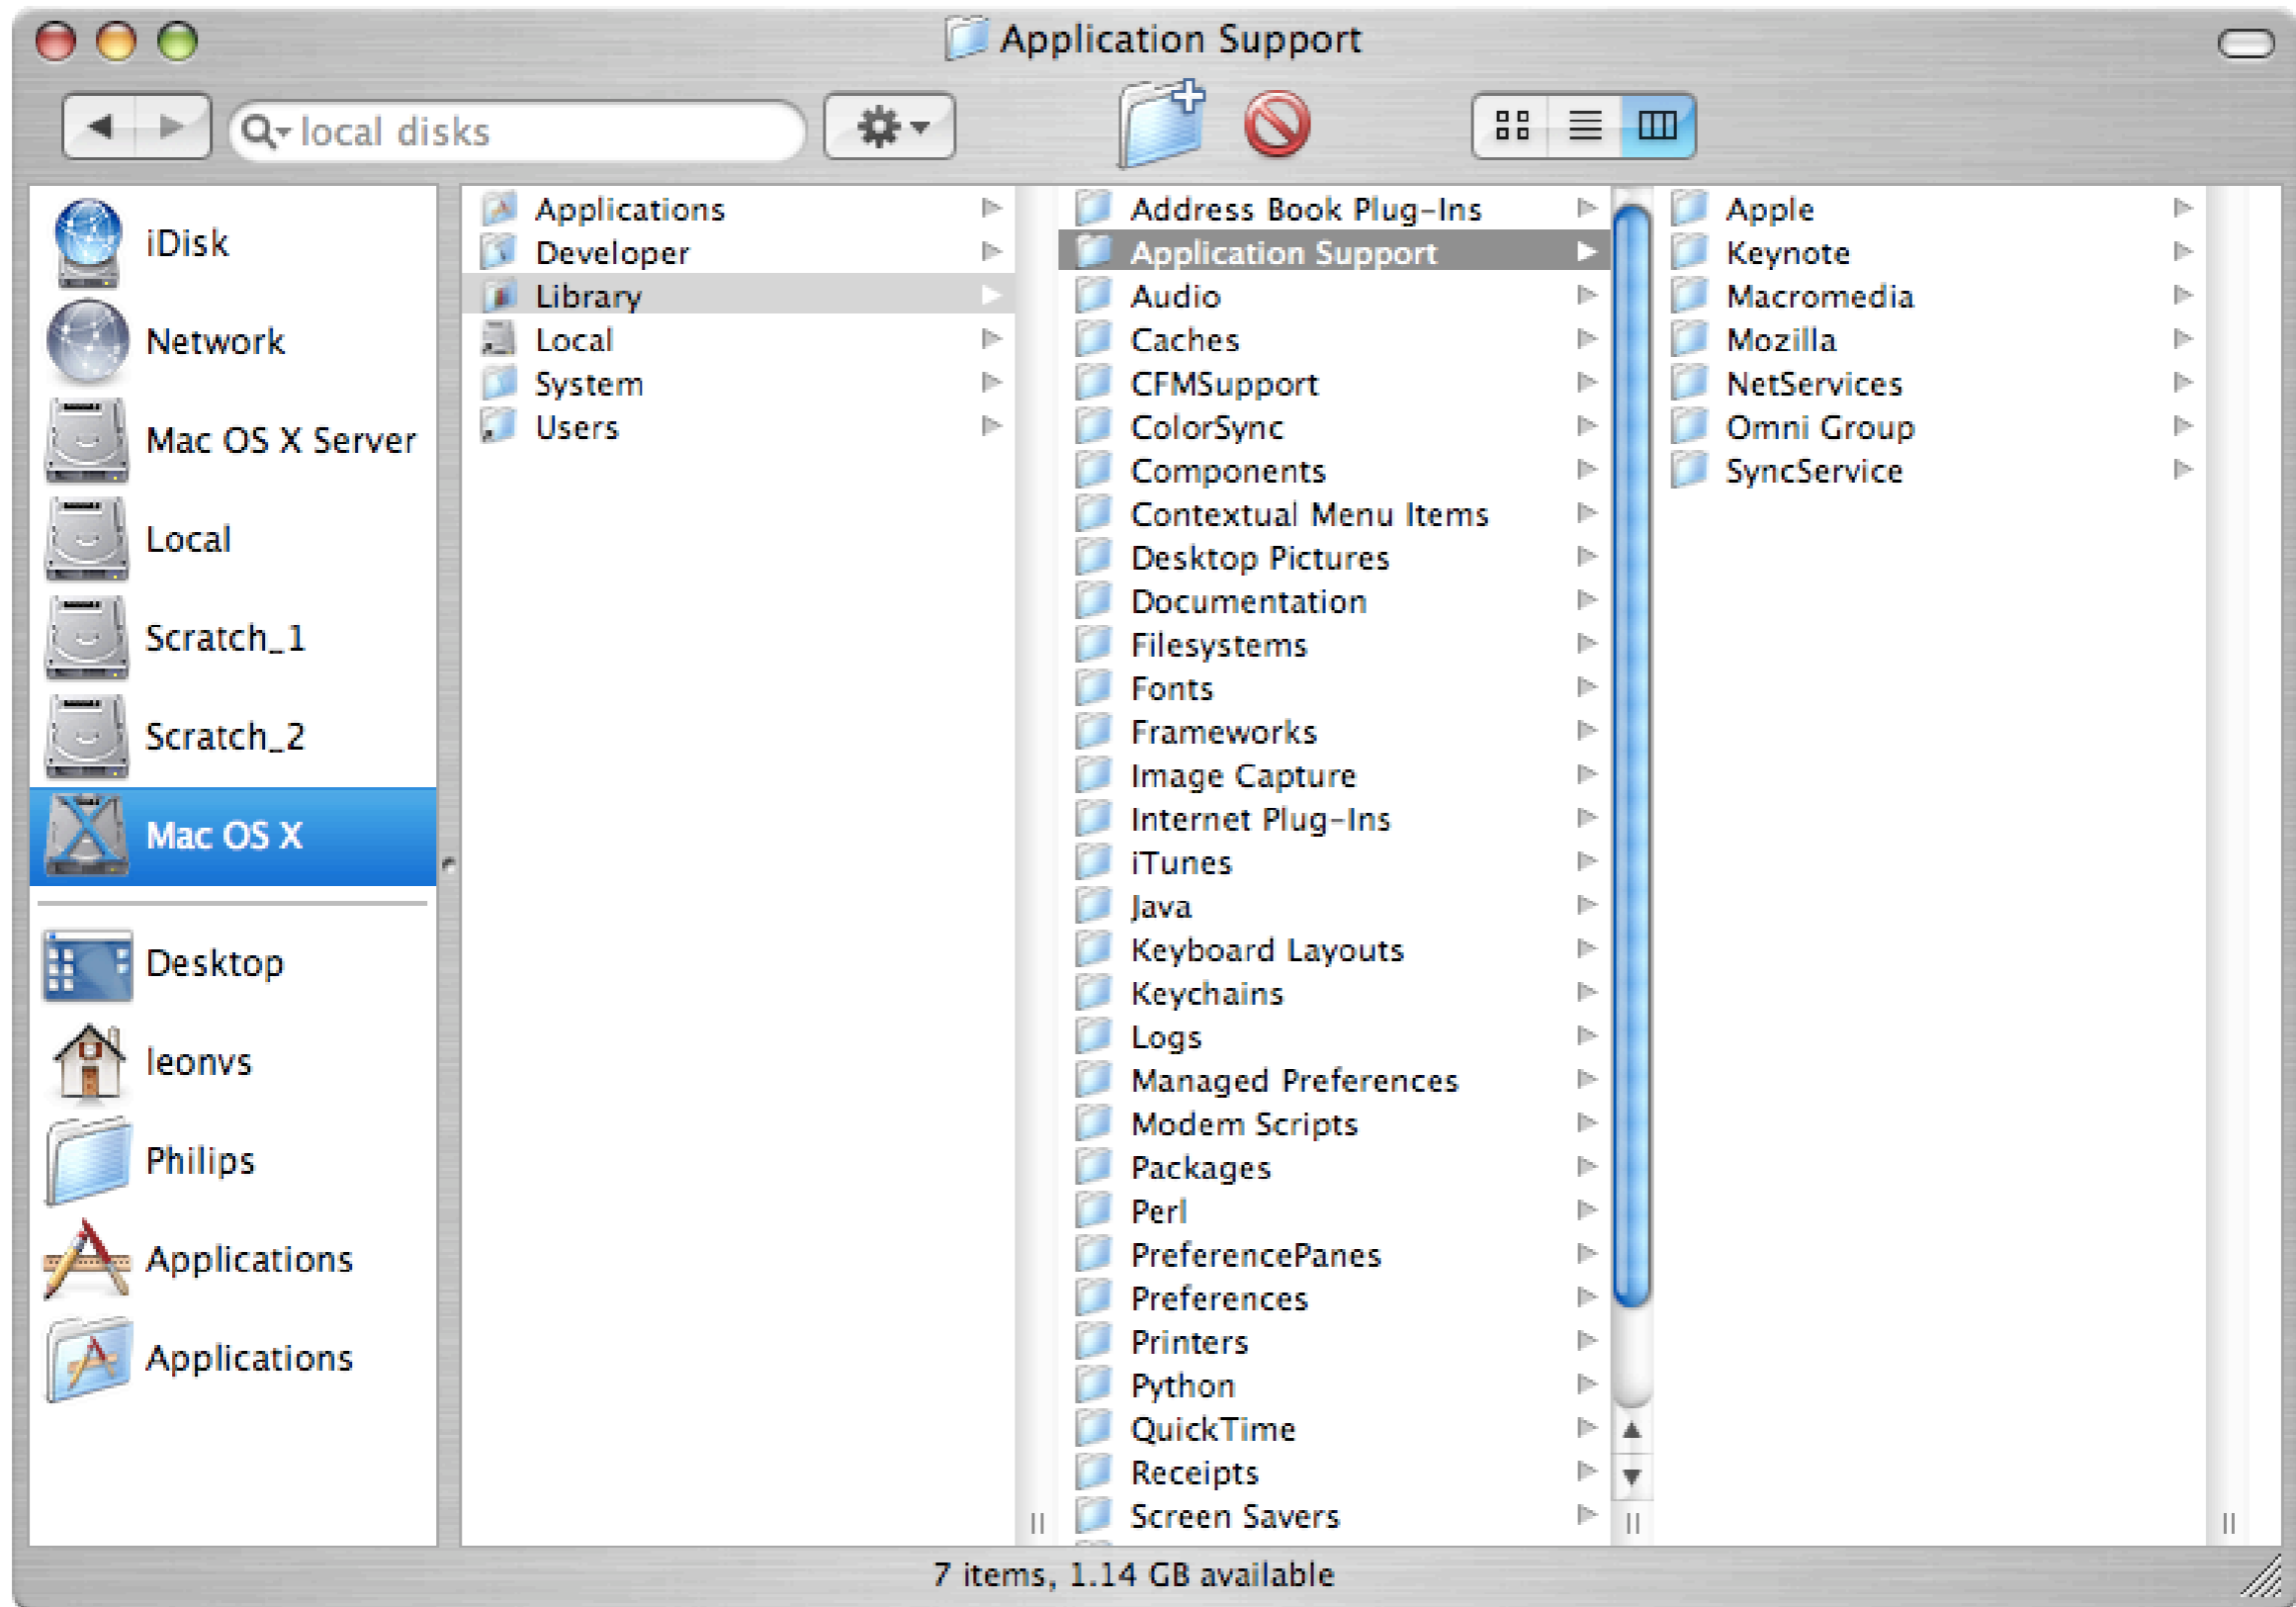 Application Support
local disks
iDisk
Network
Mac OS X Server
Local
Scratch_1
Scratch_2
Mac OS X
Desktop
leonvs
Philips
Applications
Applications
Applications
Developer
Library
Local
System
Users
Address Book Plug-Ins
Application Support
Audio
Caches
CFMSupport
ColorSync
Components
Contextual Menu Items
Desktop Pictures
Documentation
Filesystems
Fonts
Frameworks
Image Capture
Internet Plug-Ins
iTunes
Java
Keyboard Layouts
Keychains
Logs
Managed Preferences
Modem Scripts
Packages
Perl
PreferencePanes
Preferences
Printers
Python
QuickTime
Receipts
Screen Savers
Apple
Keynote
Macromedia
Mozilla
NetServices
Omni Group
SyncService
7 items, 1.14 GB available